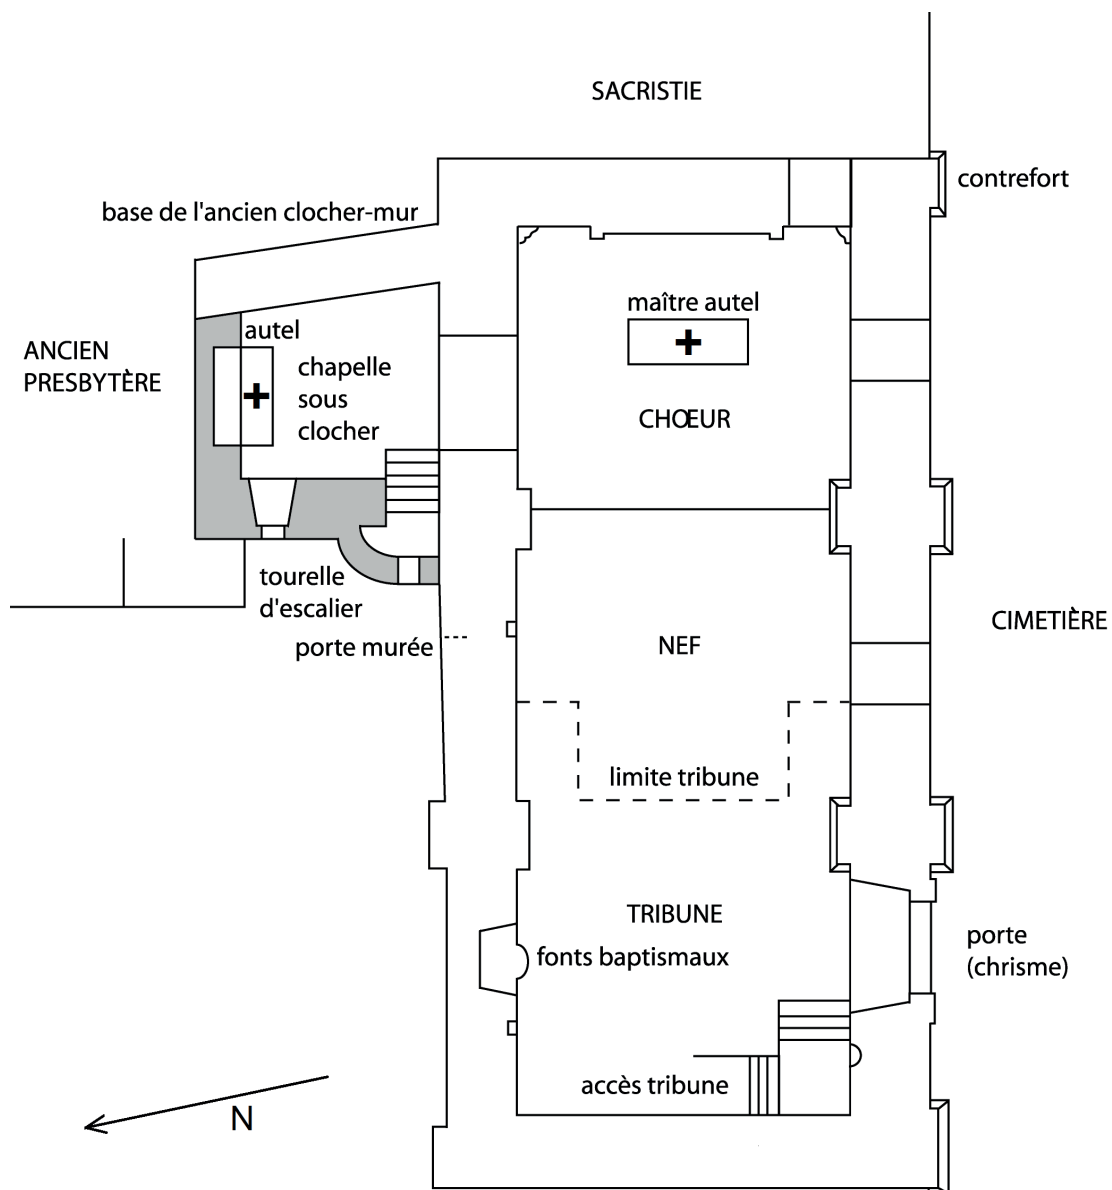 SACRISTIE
contrefort
base de l'ancien clocher-mur
maître autel
autel
ANCIEN
PRESBYTÈRE
chapelle
sous
clocher
CHŒUR
tourelle
d'escalier
CIMETIÈRE
porte murée
NEF
limite tribune
TRIBUNE
fonts baptismaux
porte
(chrisme)
accès tribune
N